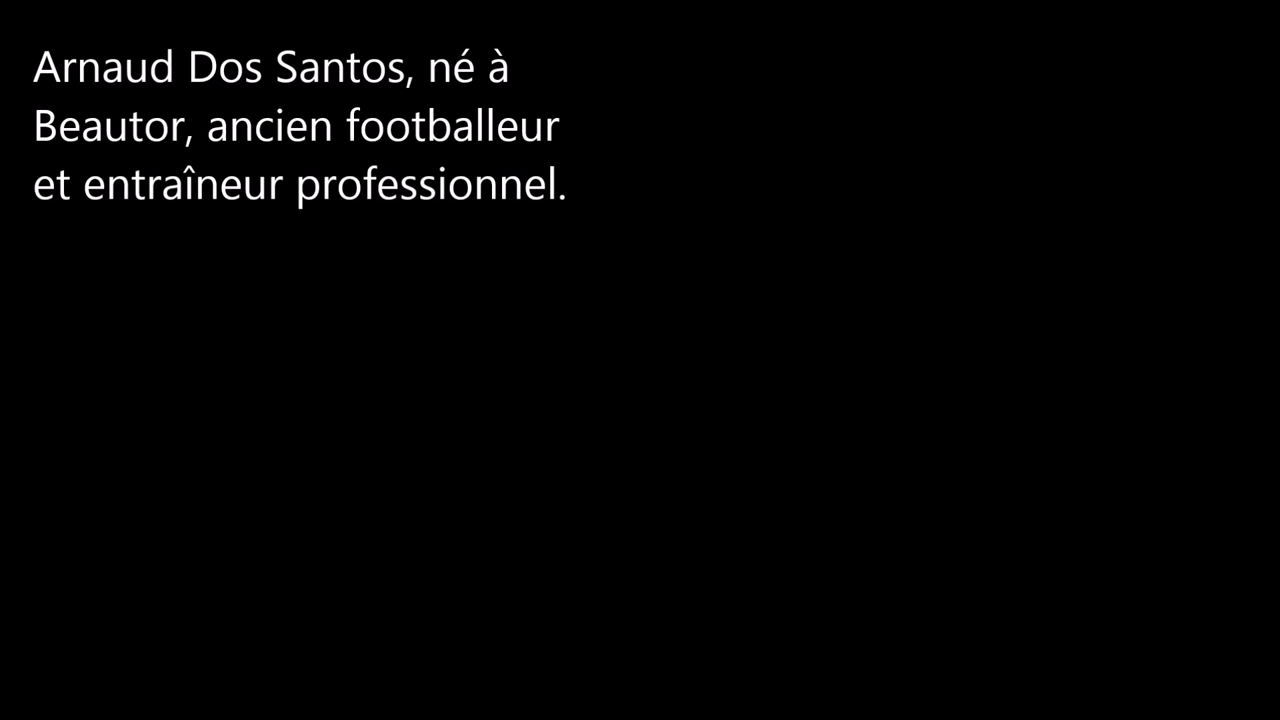 Arnaud Dos Santos, né à
Beautor, ancien footballeur
et entraîneur professionnel.